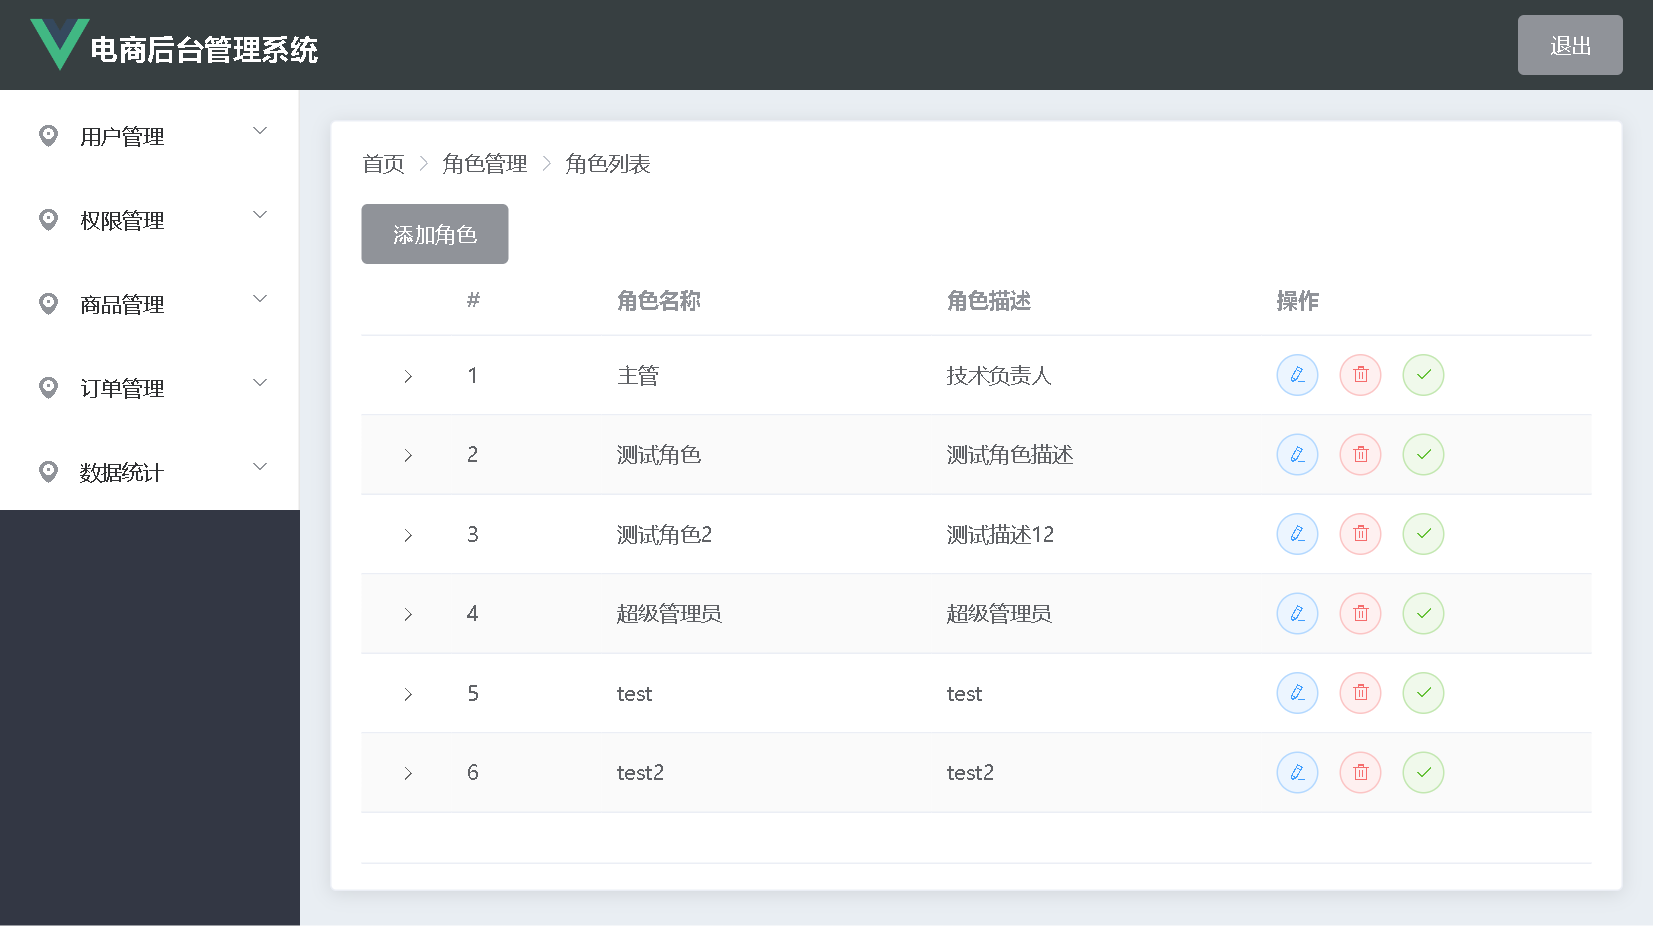 电商后台管理系统
退出
用户管理
权限管理
商品管理
订单管理
数据统计
首页 角色管理 角色列表
添加角色
# 角色名称 角色描述 操作
1 主管 技术负责人
2 测试角色 测试角色描述
3 测试角色2 测试描述12
4 超级管理员 超级管理员
5 test test
6 test2 test2